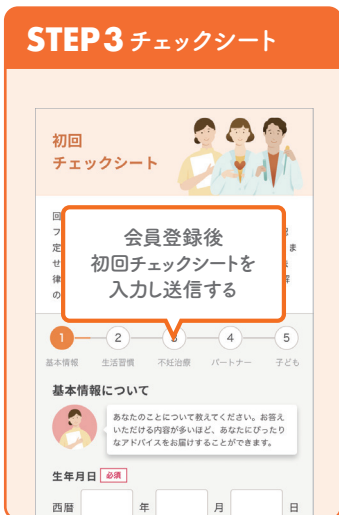 STEP3 チェックシート
初回
チェックシート
会員登録後
初回チェックシートを
入力し送信する
1 2 3 4 5
基本情報 生活習慣 不妊治療 パートナー 子ども
基本情報について
あなたのことについて教えてください。お答え
いただける内容が多いほど、あなたにぴったり
なアドバイスをお届けすることができます。
生年月日 必須
西暦 年 月 日